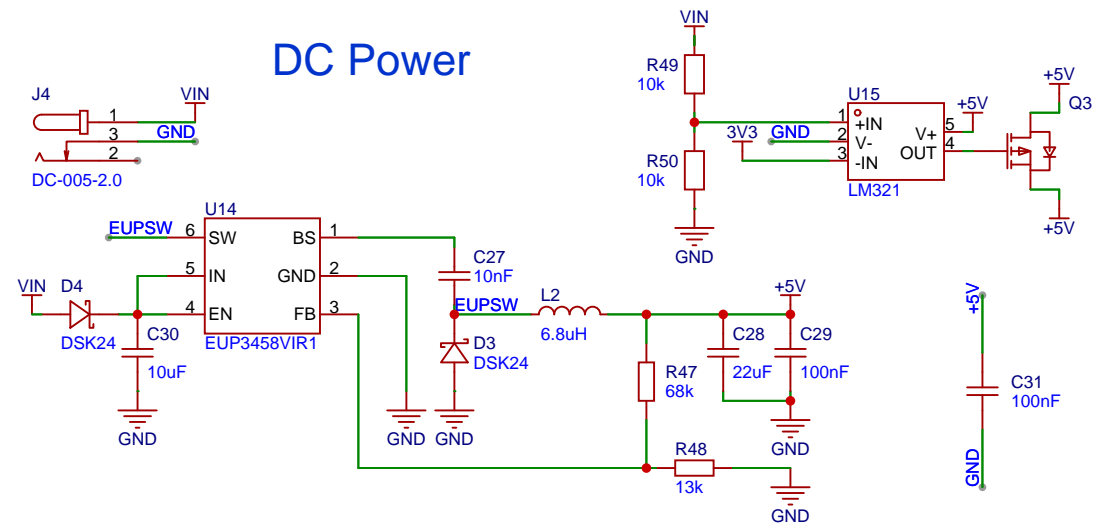 DC Power
J4
1
VIN
3
GND
2
DC-005-2.0
VIN
R49
10k
R50
10k
3V3
GND
GND
U15
1
+IN
2
V-
3
-IN
V+
5
OUT
4
LM321
+5V
+5V
Q3
+5V
U14
EUPSW
6
SW
5
IN
4
EN
BS
1
GND
2
FB
3
EUP3458VIR1
VIN
D4
DSK24
C30
10uF
GND
GND
C27
10nF
EUPSW
D3
DSK24
GND
L2
6.8uH
+5V
C28
22uF
C29
100nF
GND
R47
68k
R48
13k
GND
+5V
C31
100nF
GND